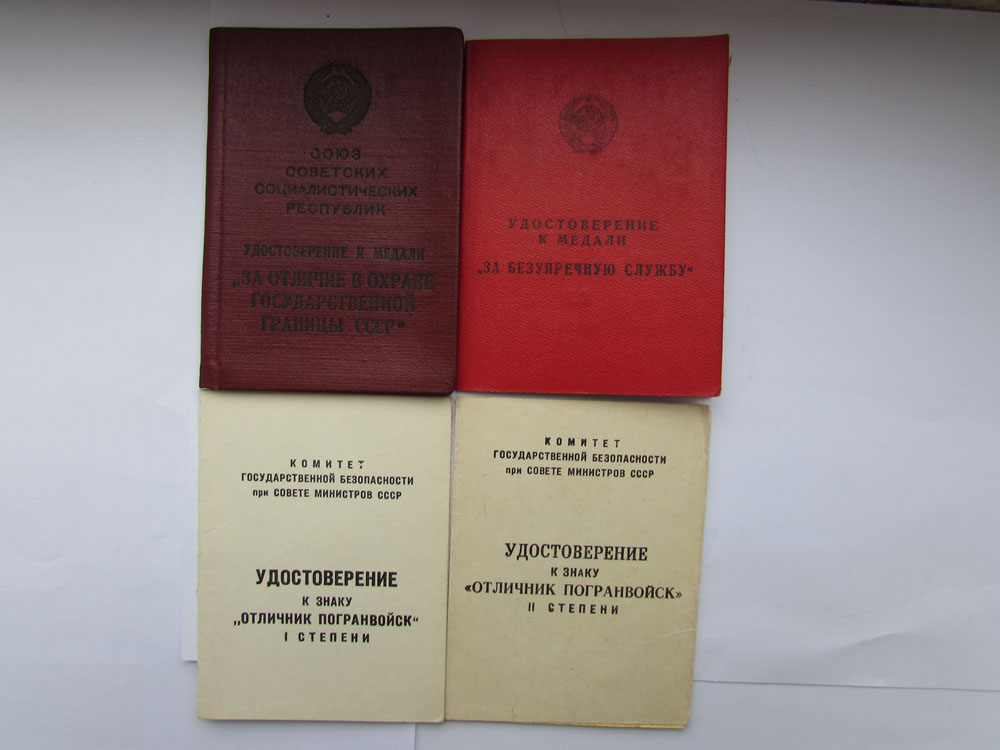 СОЮЗ
СОВЕТСКИХ
СОЦИАЛИСТИЧЕСКИХ
РЕСПУБЛИК
УДОСТОВЕРЕНИЕ К МЕДАЛИ
„ЗА ОТЛИЧИЕ В ОХРАНЕ
ГОСУДАРСТВЕННОЙ
ГРАНИЦЫ СССР“
УДОСТОВЕРЕНИЕ
К МЕДАЛИ
„ЗА БЕЗУПРЕЧНУЮ СЛУЖБУ“
КОМИТЕТ
ГОСУДАРСТВЕННОЙ БЕЗОПАСНОСТИ
при СОВЕТЕ МИНИСТРОВ СССР
УДОСТОВЕРЕНИЕ
К ЗНАКУ
„ОТЛИЧНИК ПОГРАНВОЙСК“
I СТЕПЕНИ
КОМИТЕТ
ГОСУДАРСТВЕННОЙ БЕЗОПАСНОСТИ
при СОВЕТЕ МИНИСТРОВ СССР
УДОСТОВЕРЕНИЕ
К ЗНАКУ
«ОТЛИЧНИК ПОГРАНВОЙСК»
II СТЕПЕНИ